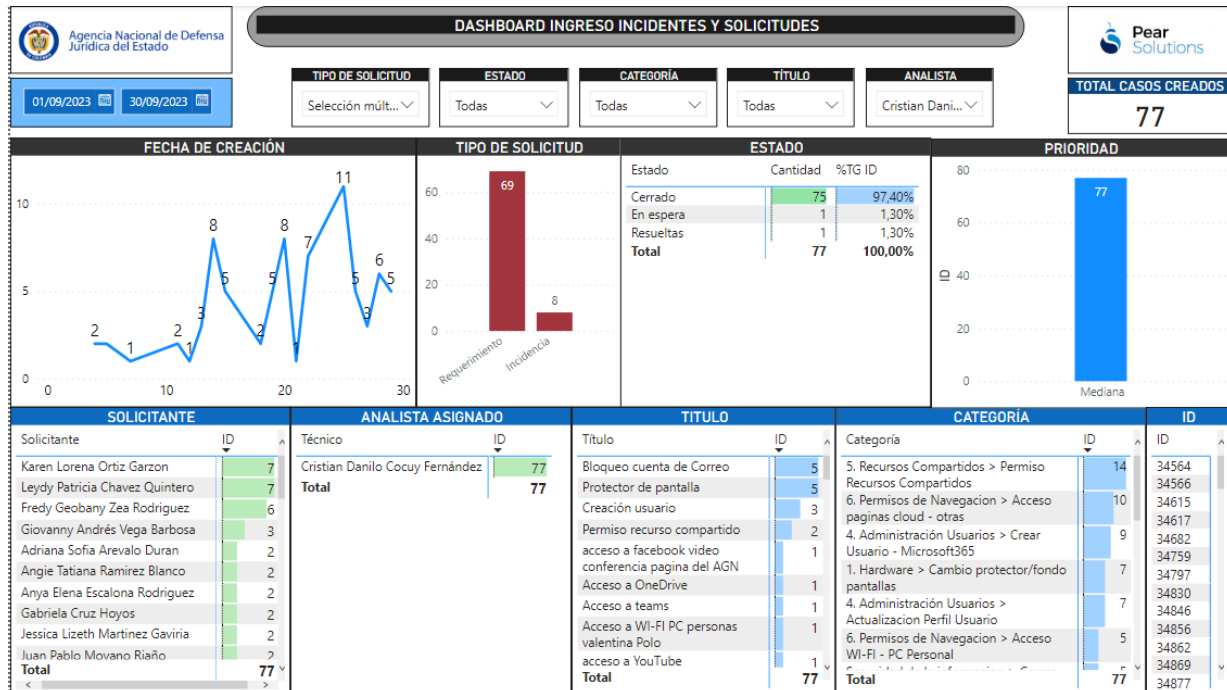 Agencia Nacional de Defensa
Jurídica del Estado
DASHBOARD INGRESO INCIDENTES Y SOLICITUDES
Pear
Solutions
01/09/2023
30/09/2023
TIPO DE SOLICITUD
Selección múlt...
ESTADO
Todas
CATEGORÍA
Todas
TÍTULO
Todas
ANALISTA
Cristian Dani...
TOTAL CASOS CREADOS
77
FECHA DE CREACIÓN
10
5
0
2
1
2
1
3
8
5
2
5
8
1
7
11
5
3
6
5
0
10
20
30
TIPO DE SOLICITUD
60
40
20
0
69
8
Requerimiento
Incidencia
ESTADO
Estado Cantidad %TG ID
Cerrado 75 97,40%
En espera 1 1,30%
Resueltas 1 1,30%
Total 77 100,00%
PRIORIDAD
80
60
40
20
0
ID
77
Mediana
SOLICITANTE
Solicitante ID
Karen Lorena Ortiz Garzon 7
Leydy Patricia Chavez Quintero 7
Fredy Geobany Zea Rodriguez 6
Giovanny Andrés Vega Barbosa 3
Adriana Sofia Arevalo Duran 2
Angie Tatiana Ramirez Blanco 2
Anya Elena Escalona Rodriguez 2
Gabriela Cruz Hoyos 2
Jessica Lizeth Martinez Gaviria 2
Juan Pablo Moyano Riaño 2
Total 77
ANALISTA ASIGNADO
Técnico ID
Cristian Danilo Cocuy Fernández 77
Total 77
TITULO
Título ID
Bloqueo cuenta de Correo 5
Protector de pantalla 5
Creación usuario 3
Permiso recurso compartido 2
acceso a facebook video 1
conferencia pagina del AGN
Acceso a OneDrive 1
Acceso a teams 1
Acceso a WI-FI PC personas 1
valentina Polo
acceso a YouTube 1
Total 77
CATEGORÍA
Categoría ID
5. Recursos Compartidos > Permiso 14
Recursos Compartidos
6. Permisos de Navegacion > Acceso 10
paginas cloud - otras
4. Administración Usuarios > Crear 9
Usuario - Microsoft365
1. Hardware > Cambio protector/fondo 7
pantallas
4. Administración Usuarios > 7
Actualizacion Perfil Usuario
6. Permisos de Navegacion > Acceso 5
WI-FI - PC Personal
Total 77
ID
ID
34564
34566
34615
34617
34682
34759
34797
34830
34846
34856
34862
34869
34877